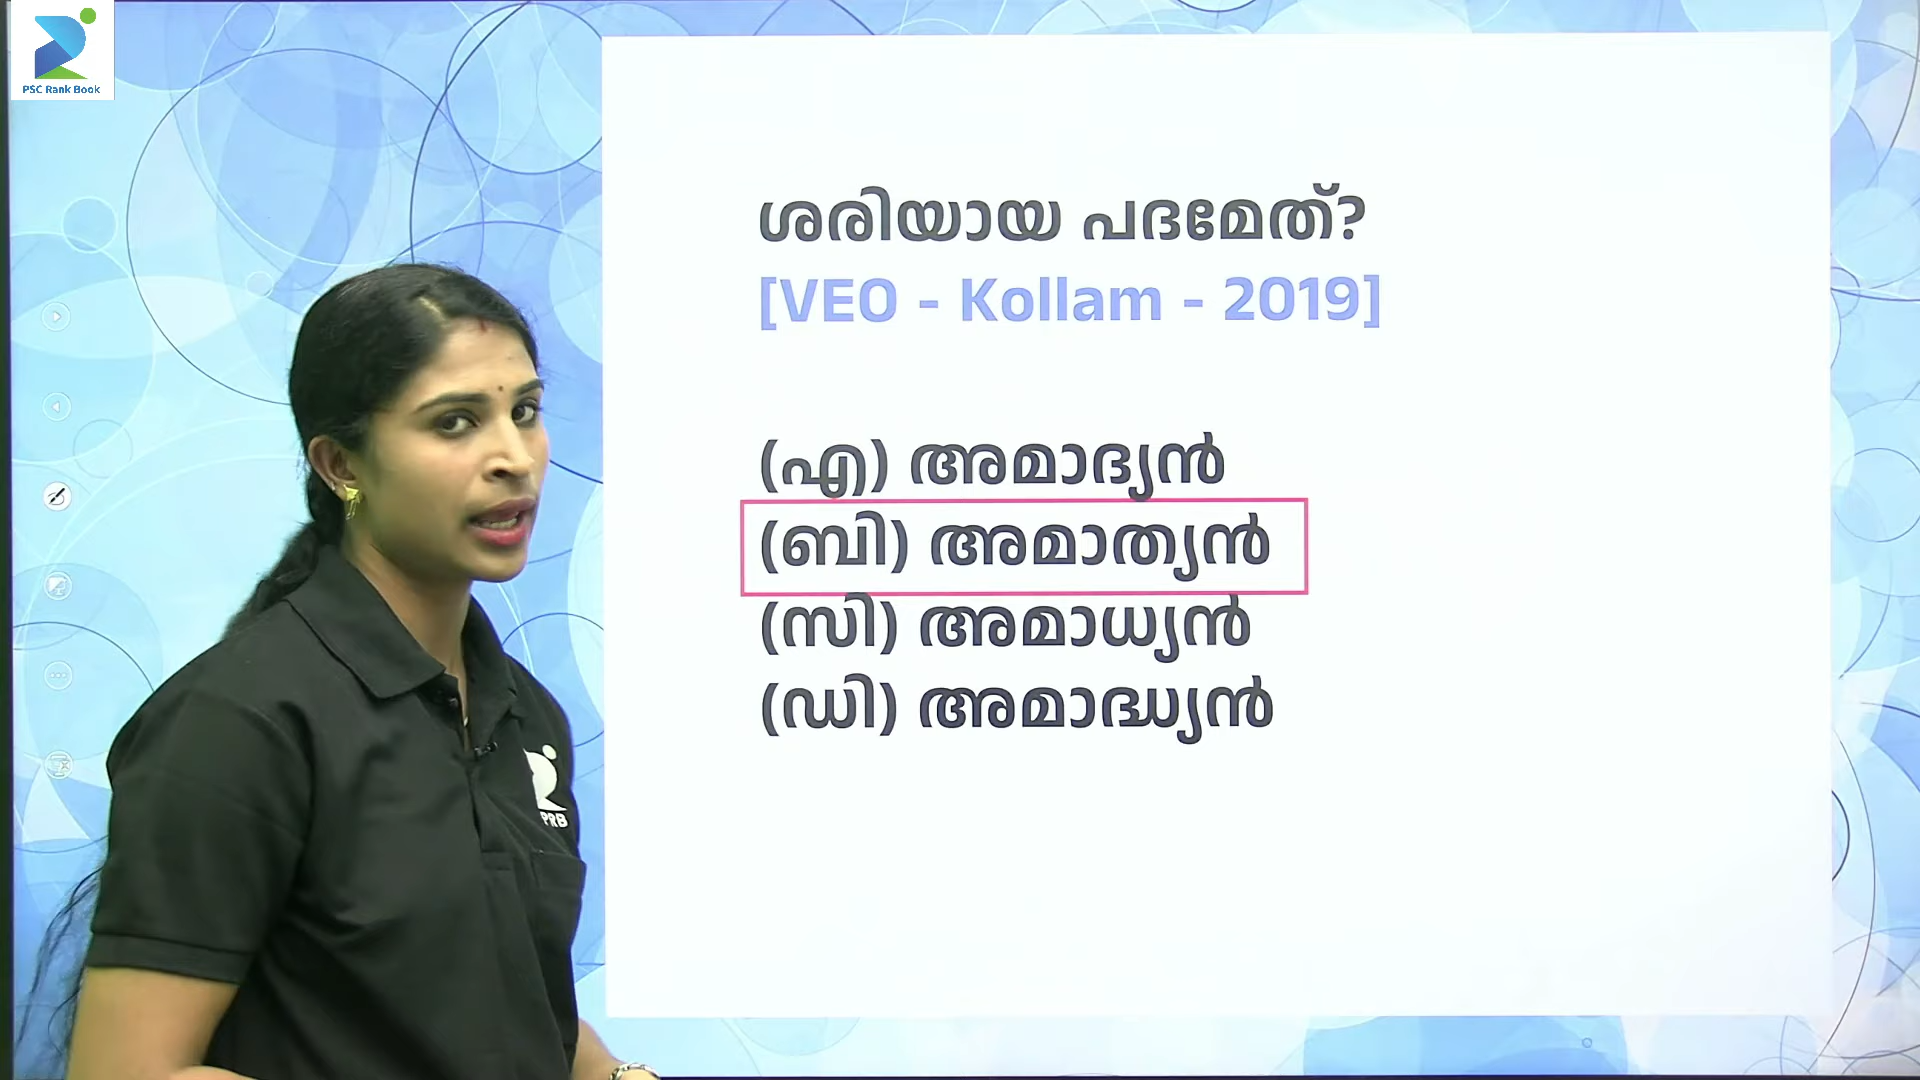 PSC Rank Book
ശരിയായ പദമേത്?
[VEO - Kollam - 2019]
(എ) അമാദ്യൻ
(ബി) അമാത്യൻ
(സി) അമാധ്യൻ
(ഡി) അമാദ്ധ്യൻ
PRB